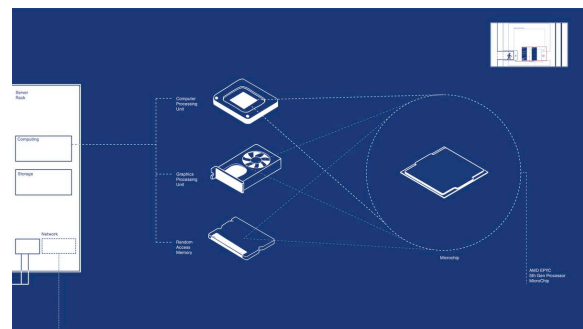 Server
Rack
Computing
Storage
Network
Computer
Processing
Unit
Graphics
Processing
Unit
Random
Access
Memory
Microchip
AMD EPYC
5th Gen Processor
MicroChip